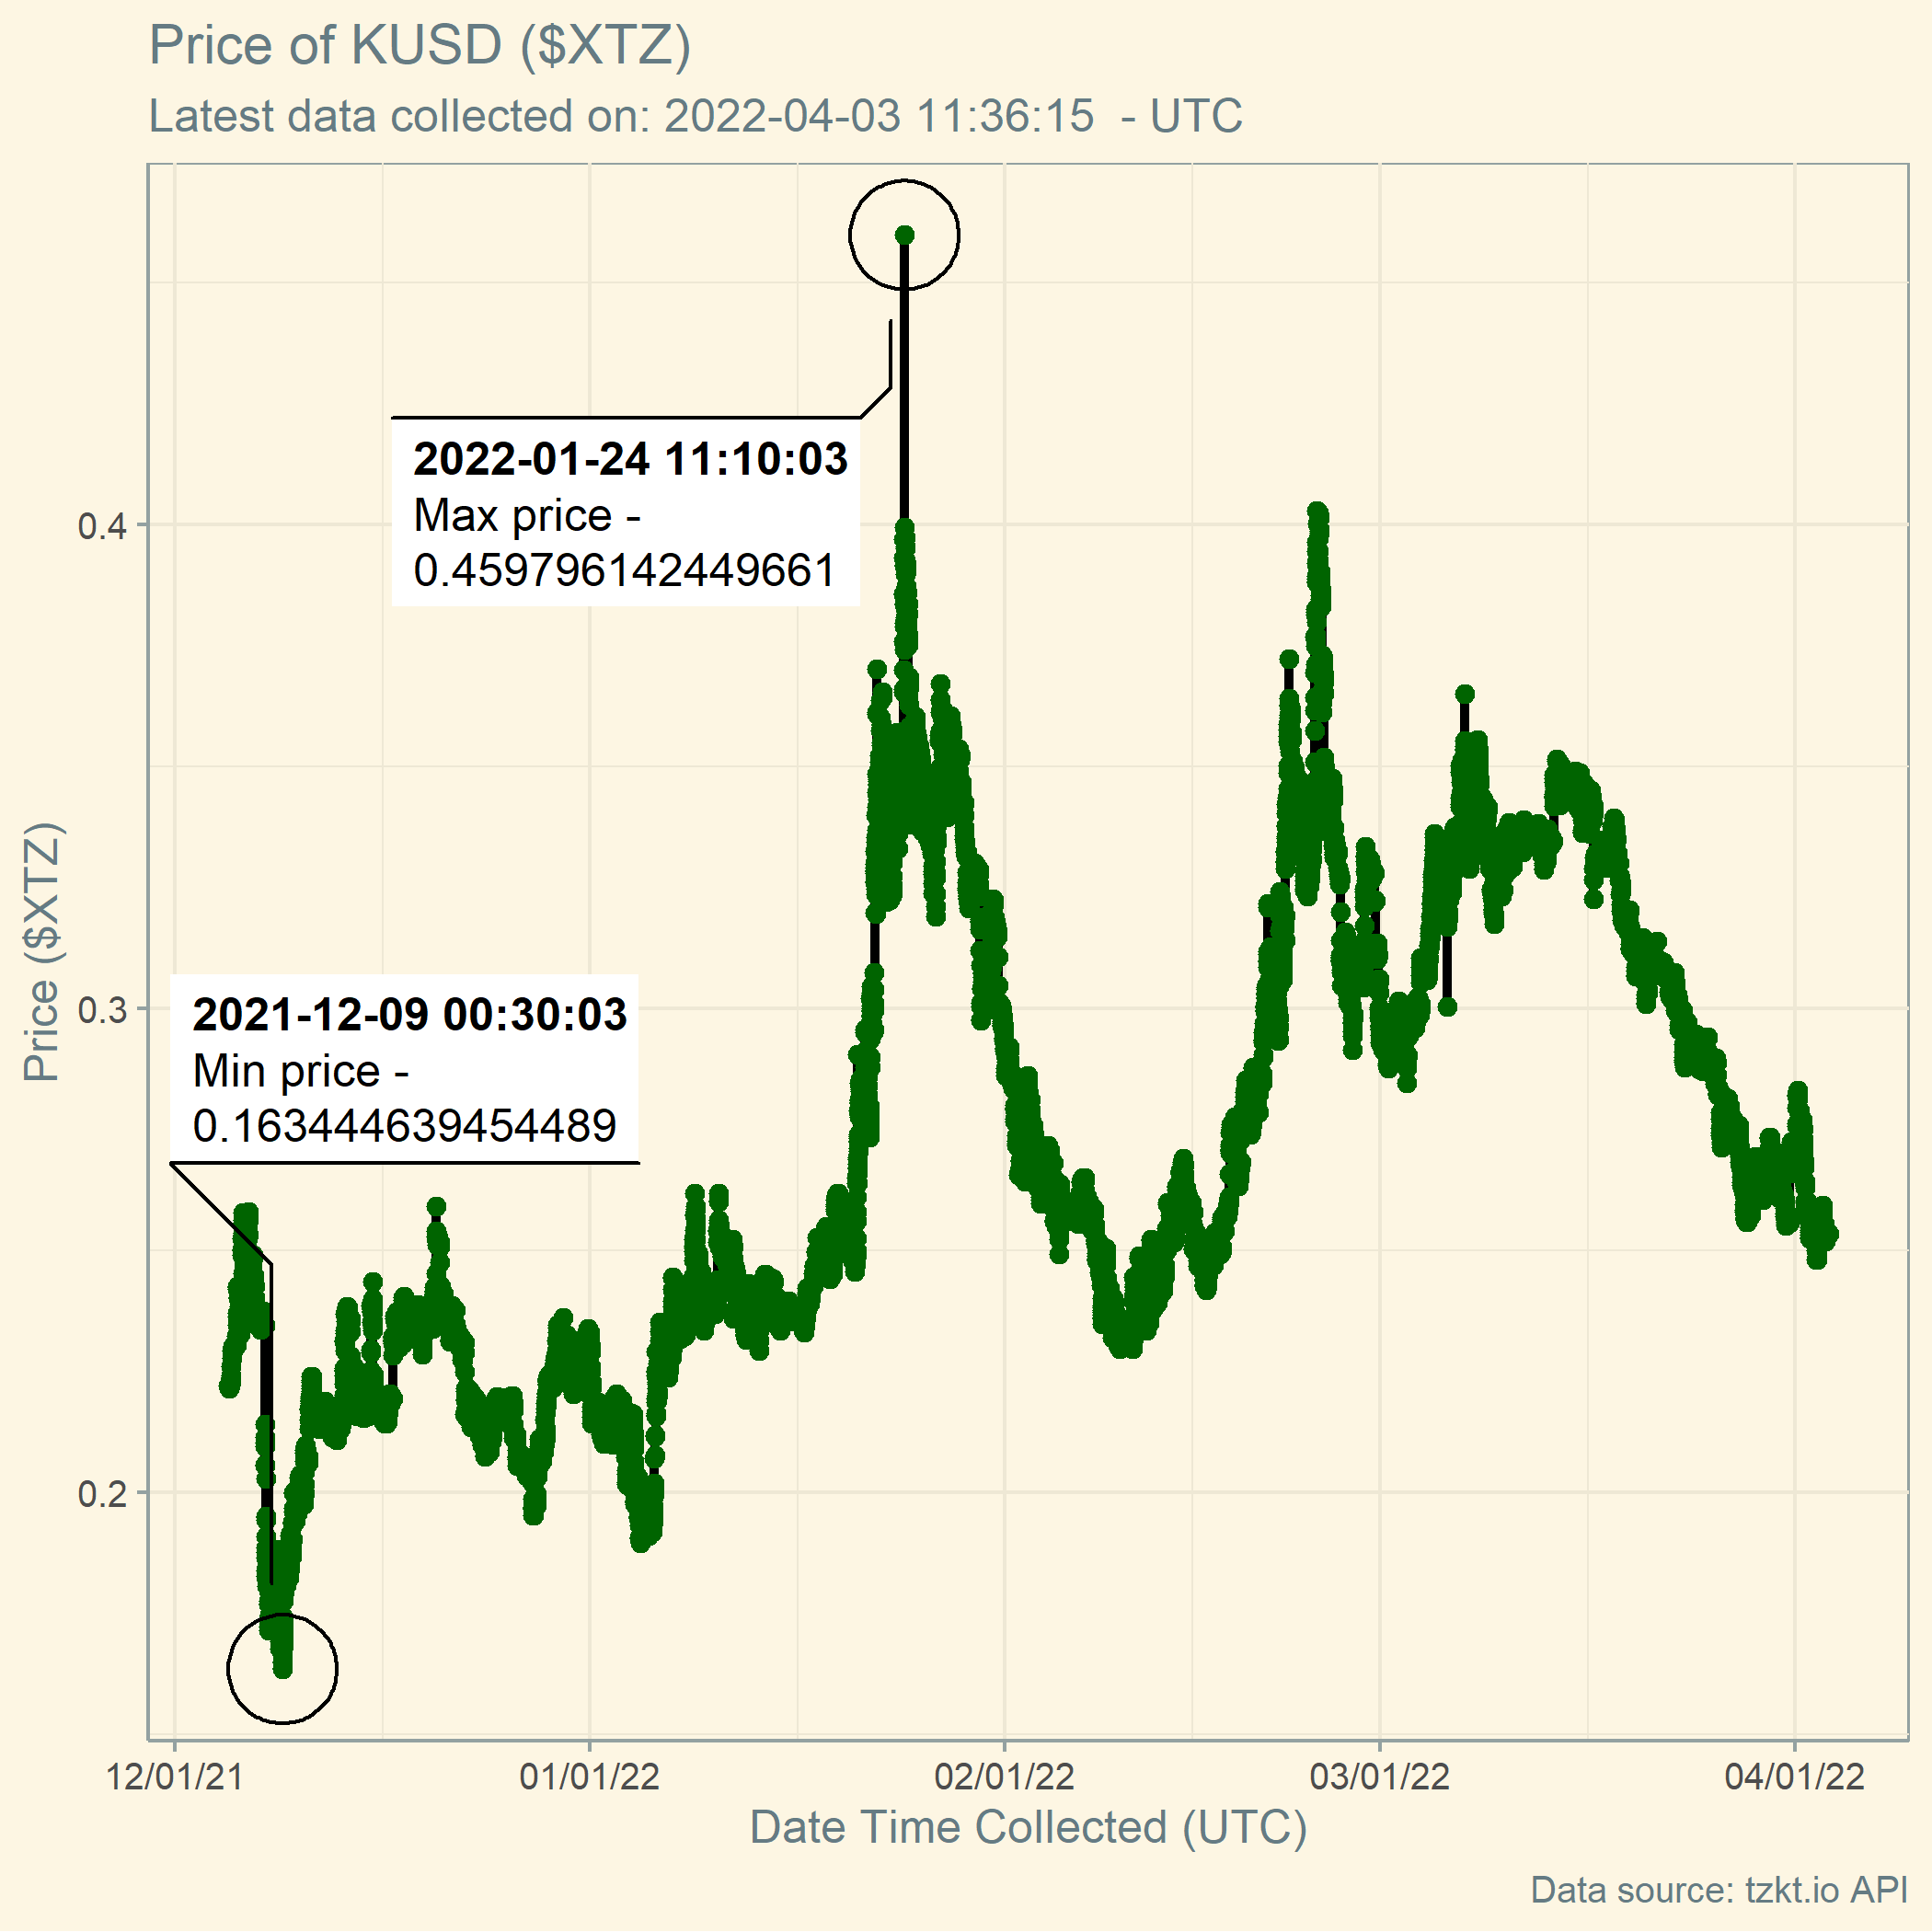 Price of KUSD ($XTZ)
Latest data collected on: 2022-04-03 11:36:15  - UTC
2022-01-24 11:10:03
Max price -
0.459796142449661
0.4
2021-12-09 00:30:03
Min price -
0.163444639454489
0.3
0.2
Price ($XTZ)
12/01/21
01/01/22
02/01/22
03/01/22
04/01/22
Date Time Collected (UTC)
Data source: tzkt.io API